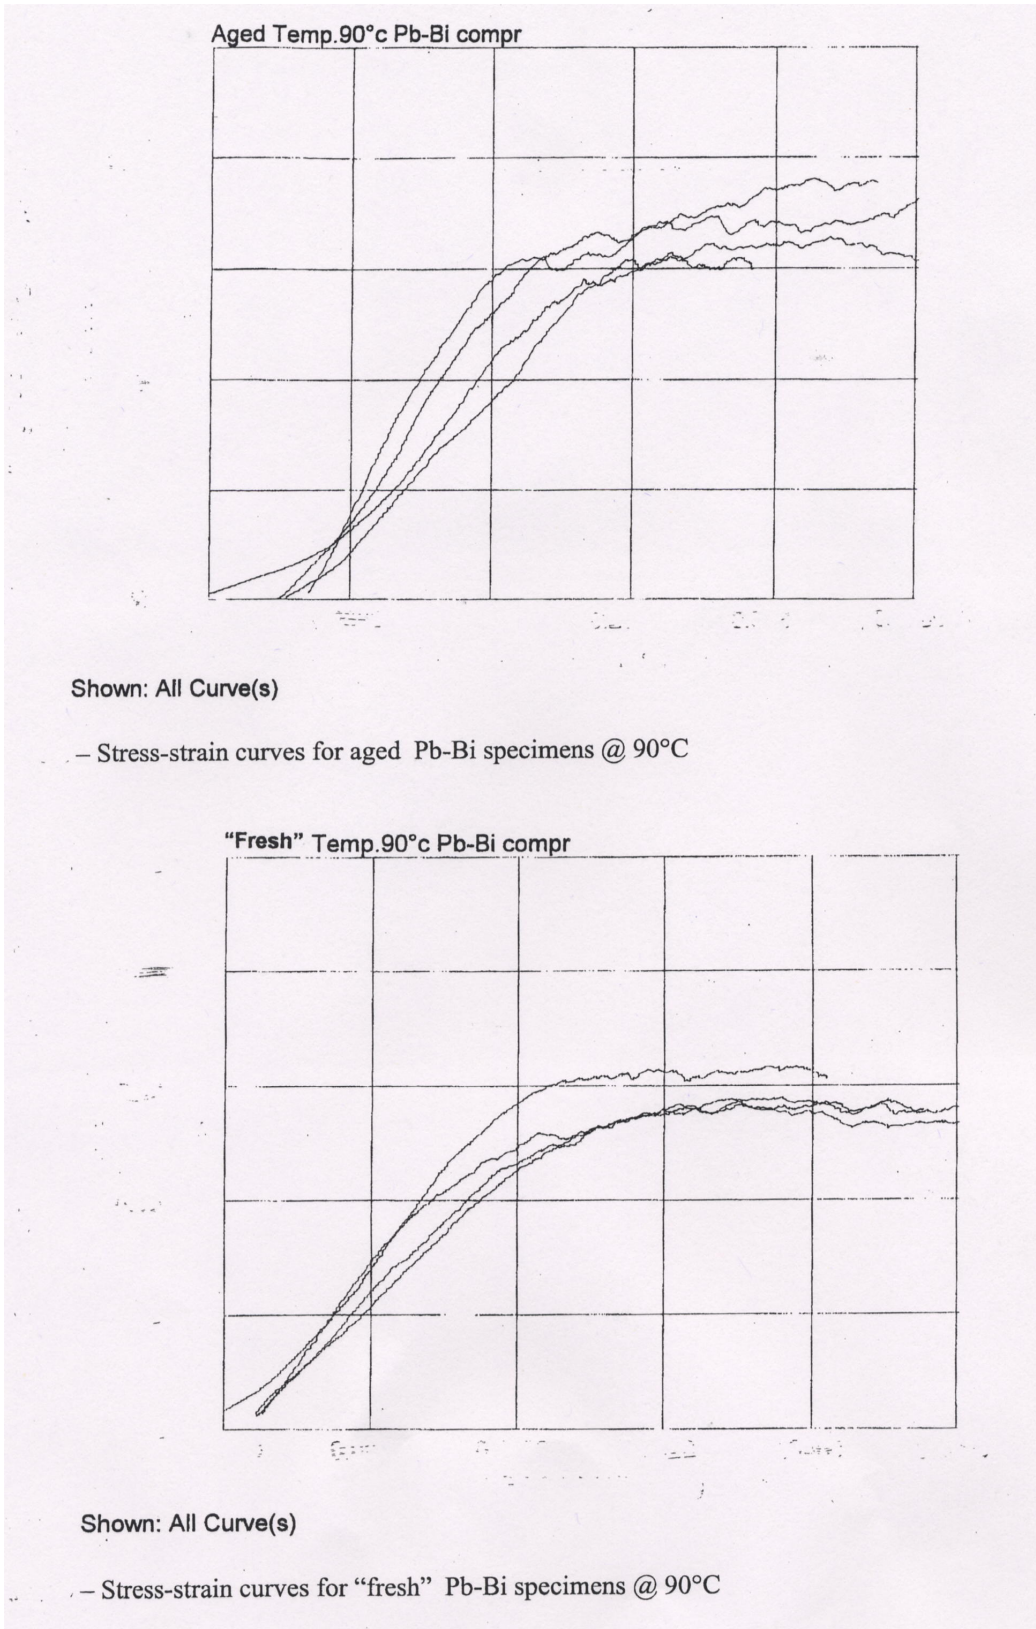 Aged Temp.90°c Pb-Bi compr
Shown: All Curve(s)
– Stress-strain curves for aged Pb-Bi specimens @ 90°C
“Fresh” Temp.90°c Pb-Bi compr
Shown: All Curve(s)
– Stress-strain curves for “fresh” Pb-Bi specimens @ 90°C